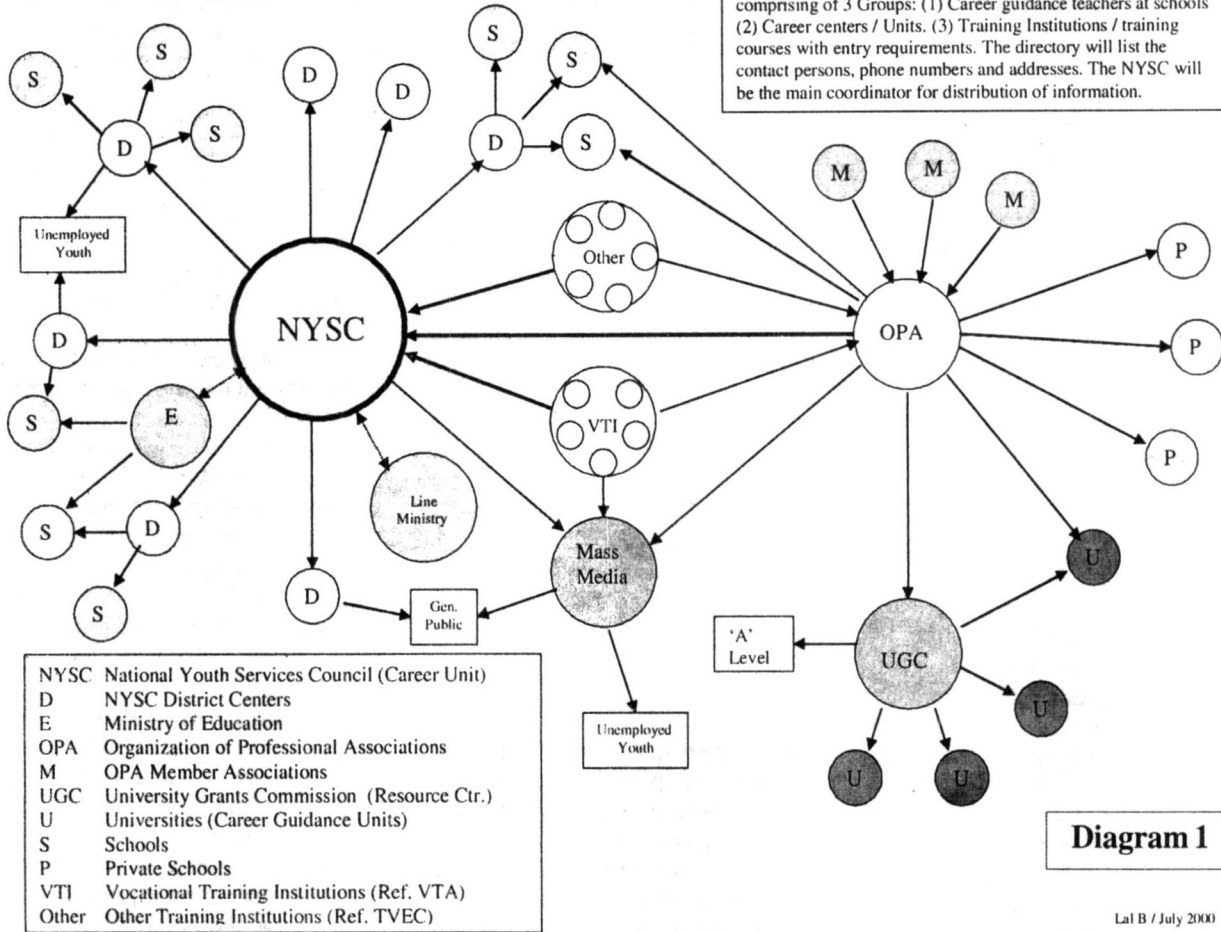 comprising of 3 Groups: (1) Career guidance teachers at schools
(2) Career centers / Units. (3) Training Institutions / training
courses with entry requirements. The directory will list the
contact persons, phone numbers and addresses. The NYSC will
be the main coordinator for distribution of information.
S
S
S
D
Unemployed
Youth
D
D
S
S
D
S
M
M
M
Other
NYSC
OPA
P
P
P
D
S
E
VTI
Line
Ministry
S
D
S
D
Gen.
Public
Mass
Media
Unemployed
Youth
'A'
Level
UGC
U
U
U
U
NYSC National Youth Services Council (Career Unit)
D NYSC District Centers
E Ministry of Education
OPA Organization of Professional Associations
M OPA Member Associations
UGC University Grants Commission (Resource Ctr.)
U Universities (Career Guidance Units)
S Schools
P Private Schools
VTI Vocational Training Institutions (Ref. VTA)
Other Other Training Institutions (Ref. TVEC)
Diagram 1
Lal B / July 2000